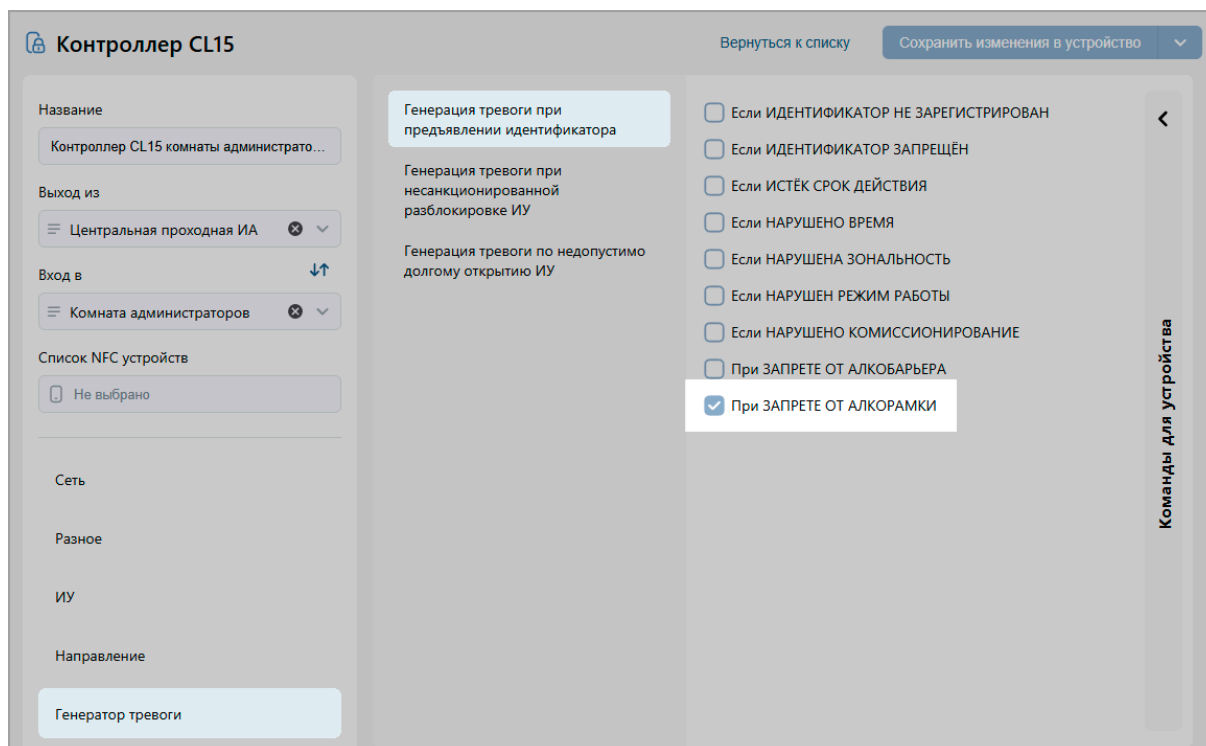 Контроллер CL15
Вернуться к списку
Сохранить изменения в устройство
Название
Контроллер CL15 комнаты администрато...
Выход из
Центральная проходная ИА
Вход в
Комната администраторов
Список NFC устройств
Не выбрано
Сеть
Разное
ИУ
Направление
Генератор тревоги
Генерация тревоги при
предъявлении идентификатора
Генерация тревоги при
несанкционированной
разблокировке ИУ
Генерация тревоги по недопустимо
долгому открытию ИУ
Если ИДЕНТИФИКАТОР НЕ ЗАРЕГИСТРИРОВАН
Если ИДЕНТИФИКАТОР ЗАПРЕЩЁН
Если ИСТЁК СРОК ДЕЙСТВИЯ
Если НАРУШЕНО ВРЕМЯ
Если НАРУШЕНА ЗОНАЛЬНОСТЬ
Если НАРУШЕН РЕЖИМ РАБОТЫ
Если НАРУШЕНО КОМИССИОНИРОВАНИЕ
При ЗАПРЕТЕ ОТ АЛКОБАРЬЕРА
При ЗАПРЕТЕ ОТ АЛКОРАМКИ
Команды для устройства